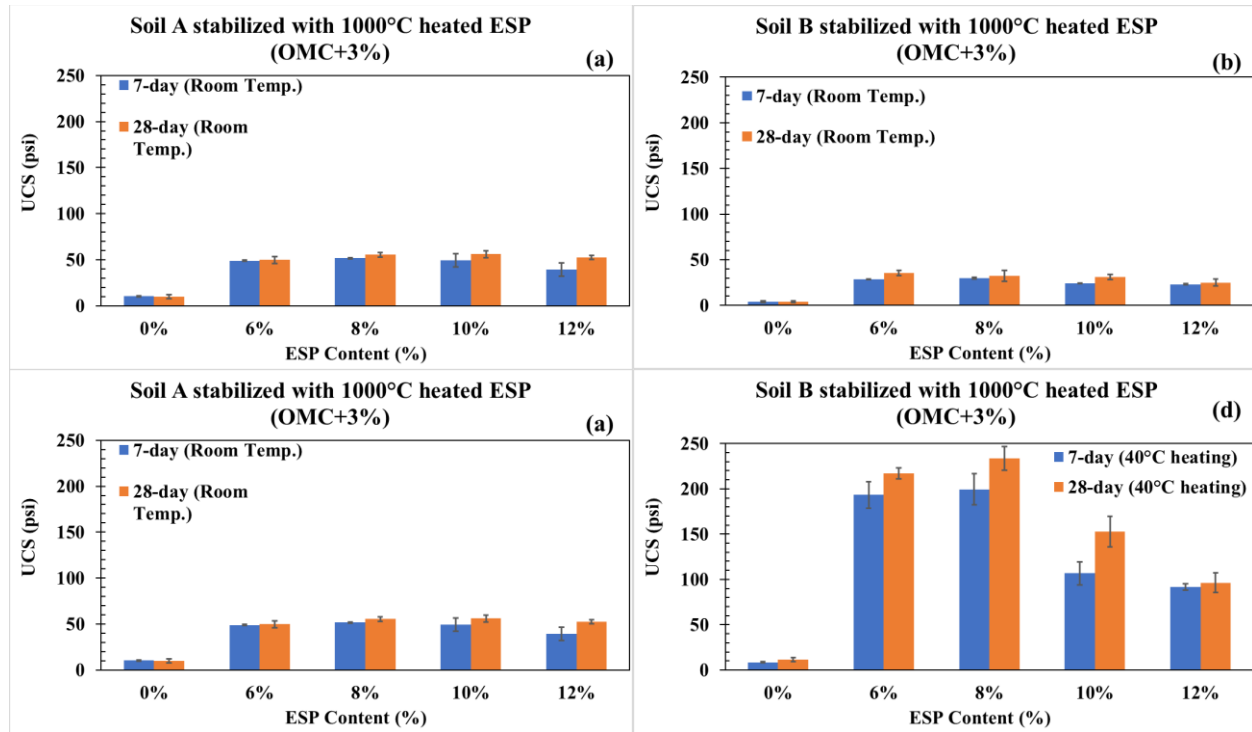 Soil A stabilized with 1000°C heated ESP
(OMC+3%)
(a)
7-day (Room Temp.)
28-day (Room
Temp.)
UCS (psi)
250
200
150
100
50
0
0%
6%
8%
10%
12%
ESP Content (%)
Soil B stabilized with 1000°C heated ESP
(OMC+3%)
(b)
7-day (Room Temp.)
28-day (Room Temp.)
UCS (psi)
250
200
150
100
50
0
0%
6%
8%
10%
12%
ESP Content (%)
Soil A stabilized with 1000°C heated ESP
(OMC+3%)
(a)
7-day (Room Temp.)
28-day (Room
Temp.)
UCS (psi)
250
200
150
100
50
0
0%
6%
8%
10%
12%
ESP Content (%)
Soil B stabilized with 1000°C heated ESP
(OMC+3%)
(d)
7-day (40°C heating)
28-day (40°C heating)
UCS (psi)
250
200
150
100
50
0
0%
6%
8%
10%
12%
ESP Content (%)